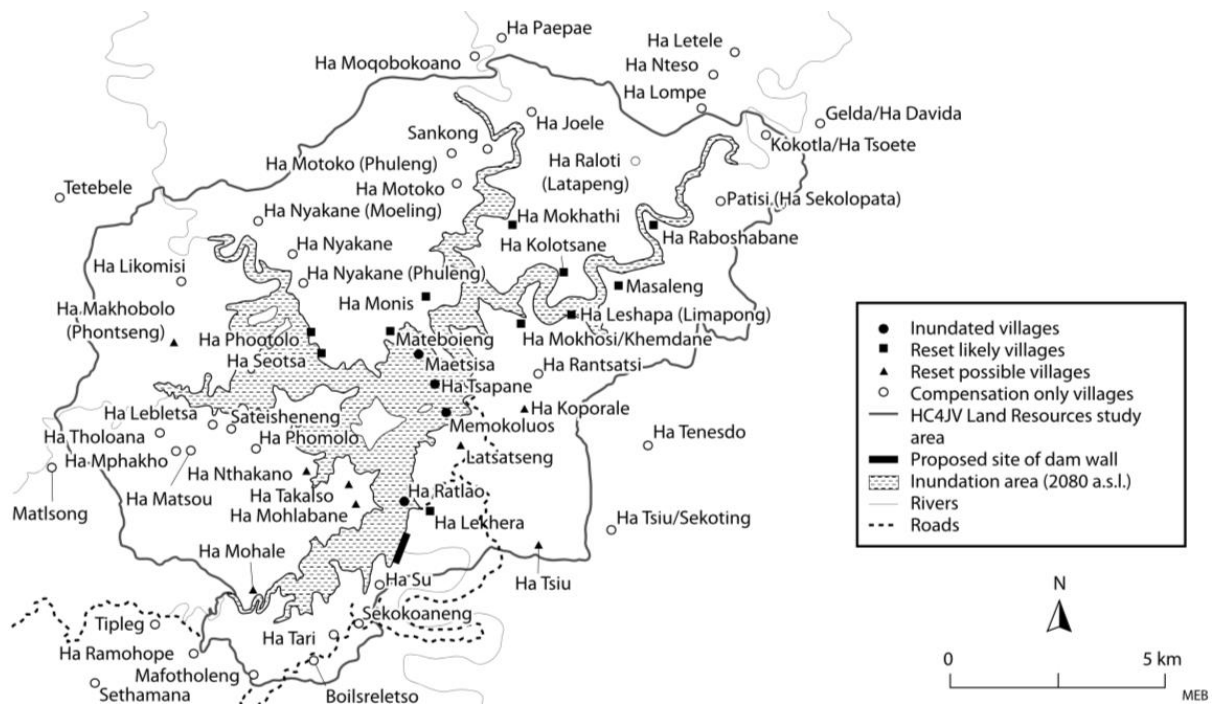 Ha Paepae
Ha Letele
Ha Moqobokoano
Ha Nteso
Ha Lompe
Gelda/Ha Davida
Ha Joele
Sankong
Kokotla/Ha Tsoete
Ha Motoko (Phuleng)
Ha Raloti
(Latapeng)
Tetebele
Ha Motoko
Patisi (Ha Sekolopata)
Ha Nyakane (Moeling)
Ha Mokhathi
Ha Kolotsane
Ha Raboshabane
Ha Nyakane
Ha Likomisi
Ha Nyakane (Phuleng)
Masaleng
Ha Makhobolo
(Phontseng)
Ha Monis
Ha Leshapa (Limapong)
Ha Phootolo
Mateboieng
Ha Mokhosi/Khemdane
Ha Seotsa
Maetsisa
Ha Rantsatsi
Ha Tsapane
Ha Lebletsa
Sateisheneng
Memokoluos
Ha Koporale
Ha Tholoana
Ha Phomolo
Ha Tenesdo
Ha Mphakho
Latsatseng
Ha Nthakano
Ha Matsou
Ha Takalso
Ha Ratlao
Matlsong
Ha Mohlabane
Ha Lekhera
Ha Tsiu/Sekoting
Ha Mohale
Ha Tsiu
Ha Su
Tipleg
Sekokoaneng
Ha Tari
Ha Ramohope
Mafotholeng
Sethamana
Boilsreletso
Inundated villages
Reset likely villages
Reset possible villages
Compensation only villages
HC4JV Land Resources study
area
Proposed site of dam wall
Inundation area (2080 a.s.l.)
Rivers
Roads
N
0 5 km
MEB